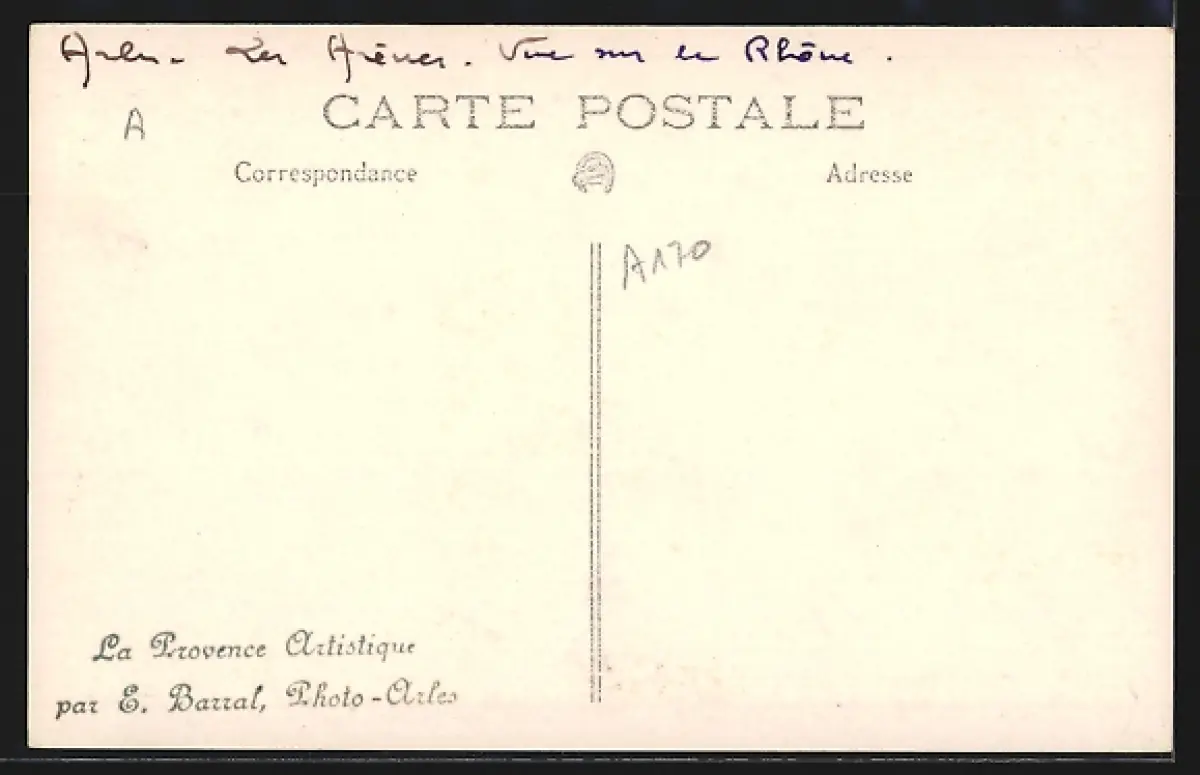 Arles - Les Arènes. Vue sur le Rhône.
A
CARTE POSTALE
Correspondance
Adresse
A170
La Provence Artistique
par E. Barral, Photo-Arles